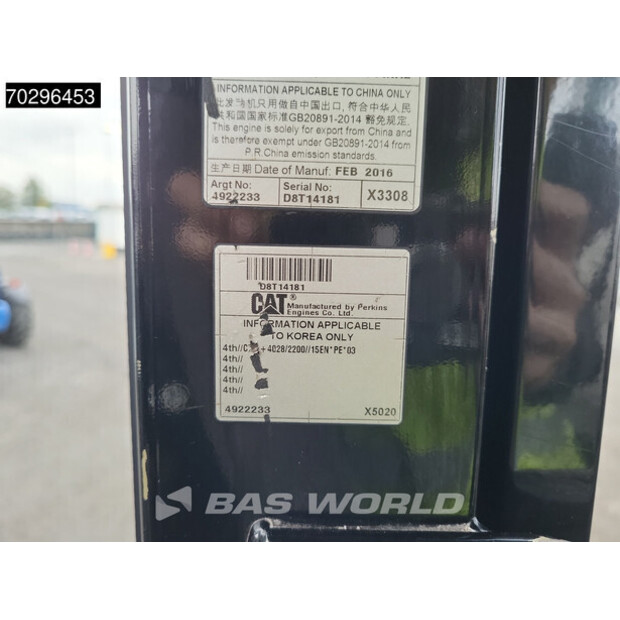 70296453
INFORMATION APPLICABLE TO CHINA ONLY
机只用做自中国出口, 符合中华人民
共和国国家标准GB20891-2014 豁免规定.
This engine is solely for export from China and
is therefore exempt under GB20891-2014 from
P.R.China emission standards.
生产日期 Date of Manuf: FEB 2016
Argt No: Serial No:
4922233 D8T14181 X3308
D8T14181
CAT® Manufactured by Perkins
Engines Co. Ltd.
INFORMATION APPLICABLE
TO KOREA ONLY
4th// + 4028/2200//15EN*PE*03
4th//
4th//
4th//
4th//
4922233 X5020
BAS WORLD